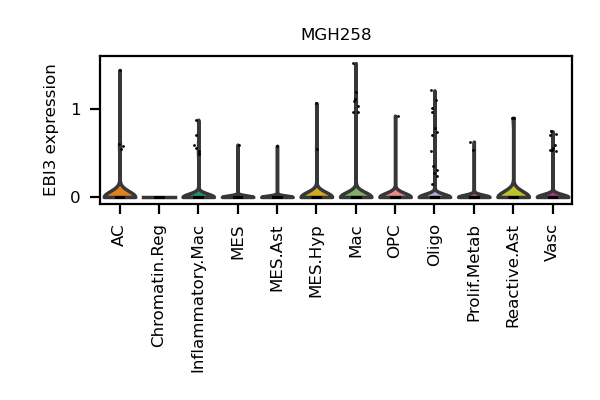 MGH258
EBI3 expression
1
0
AC
Chromatin.Reg
Inflammatory.Mac
MES
MES.Ast
MES.Hyp
Mac
OPC
Oligo
Prolif.Metab
Reactive.Ast
Vasc